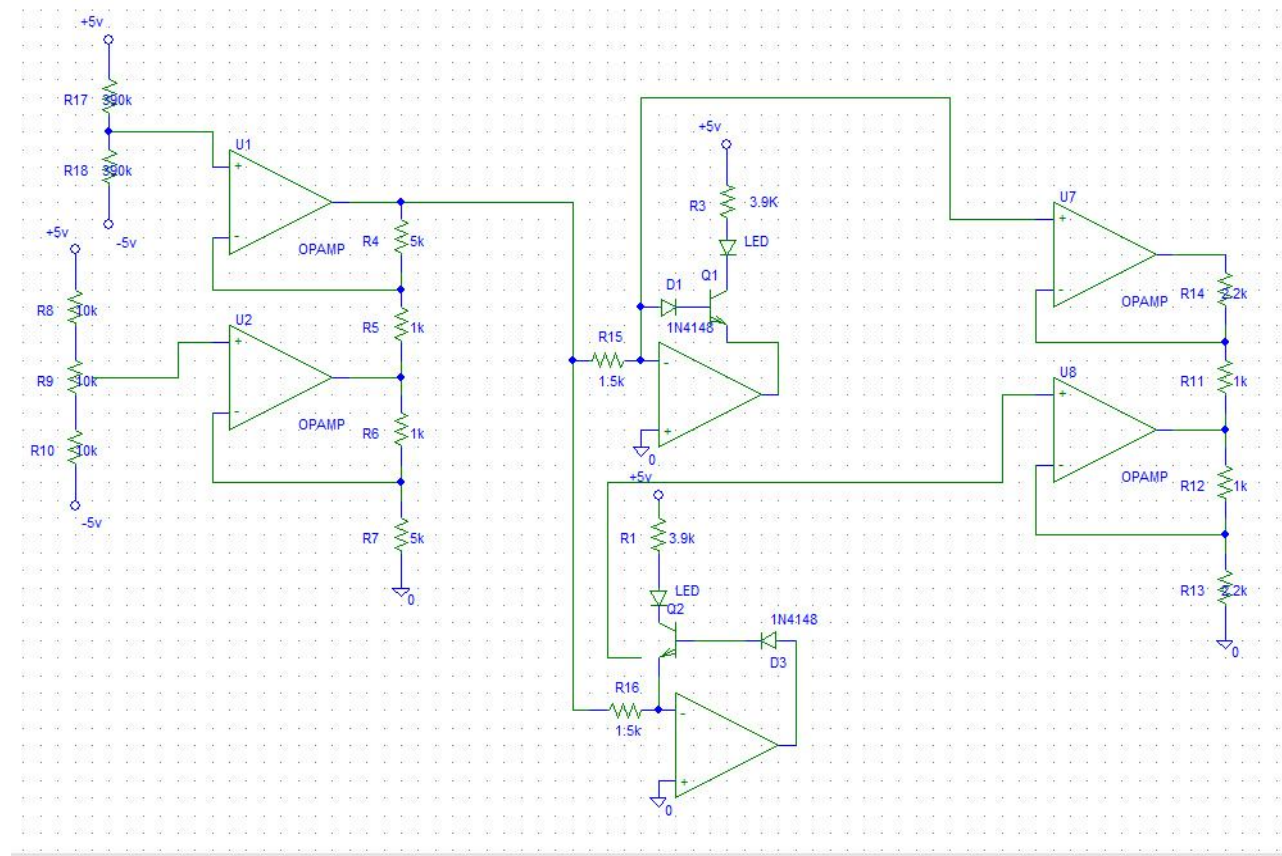 +5v
R17 390k
R18 390k
-5v
+5v
R8 10k
R9 10k
R10 10k
-5v
U1
+
-
OPAMP
R4 5k
R5 1k
U2
+
-
OPAMP
R6 1k
R7 5k
0
+5v
R3 3.9K
LED
Q1
D1
1N4148
R15
1.5k
-
+
0
+5v
R1 3.9k
LED
Q2
1N4148
D3
R16
1.5k
-
+
0
U7
+
-
OPAMP
R14 2.2k
R11 1k
U8
+
-
OPAMP
R12 1k
R13 2.2k
0